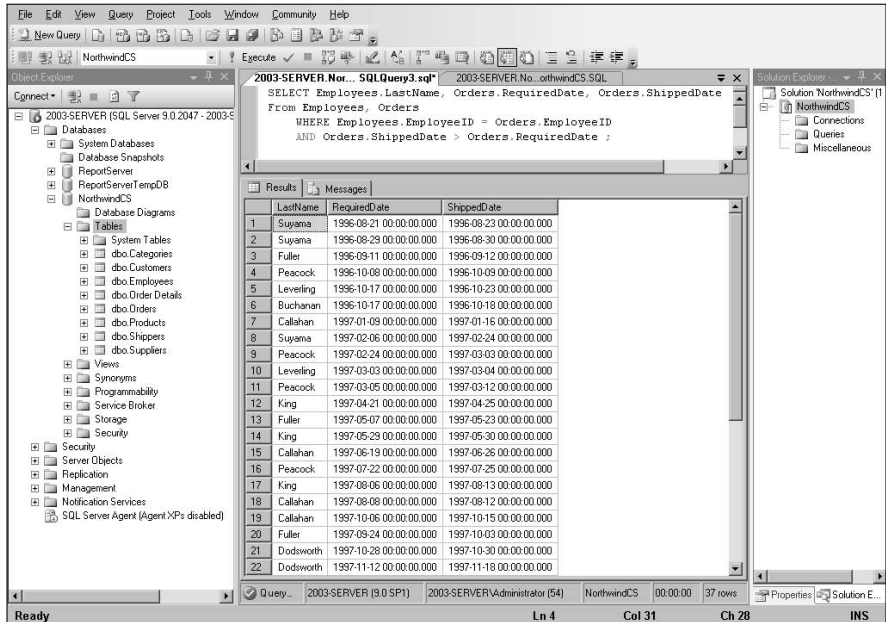 File Edit View Query Project Tools Window Community Help
New Query
NorthwindCS Execute
Object Explorer
Connect
2003-SERVER (SQL Server 9.0.2047 - 2003-S
Databases
System Databases
Database Snapshots
ReportServer
ReportServerTempDB
NorthwindCS
Database Diagrams
Tables
System Tables
dbo.Categories
dbo.Customers
dbo.Employees
dbo.Order Details
dbo.Orders
dbo.Products
dbo.Shippers
dbo.Suppliers
Views
Synonyms
Programmability
Service Broker
Storage
Security
Security
Server Objects
Replication
Management
Notification Services
SQL Server Agent (Agent XPs disabled)
2003-SERVER.Nor... SQLQuery3.sql* 2003-SERVER.No...orthwindCS.SQL
SELECT Employees.LastName, Orders.RequiredDate, Orders.ShippedDate
From Employees, Orders
WHERE Employees.EmployeeID = Orders.EmployeeID
AND Orders.ShippedDate > Orders.RequiredDate ;
Results Messages
LastName RequiredDate ShippedDate
1 Suyama 1996-08-21 00:00:00.000 1996-08-23 00:00:00.000
2 Suyama 1996-08-29 00:00:00.000 1996-08-30 00:00:00.000
3 Fuller 1996-09-11 00:00:00.000 1996-09-12 00:00:00.000
4 Peacock 1996-10-08 00:00:00.000 1996-10-09 00:00:00.000
5 Leverling 1996-10-17 00:00:00.000 1996-10-23 00:00:00.000
6 Buchanan 1996-10-17 00:00:00.000 1996-10-18 00:00:00.000
7 Callahan 1997-01-09 00:00:00.000 1997-01-16 00:00:00.000
8 Suyama 1997-02-06 00:00:00.000 1997-02-24 00:00:00.000
9 Peacock 1997-02-24 00:00:00.000 1997-03-03 00:00:00.000
10 Leverling 1997-03-03 00:00:00.000 1997-03-04 00:00:00.000
11 Peacock 1997-03-05 00:00:00.000 1997-03-12 00:00:00.000
12 King 1997-04-21 00:00:00.000 1997-04-25 00:00:00.000
13 Fuller 1997-05-07 00:00:00.000 1997-05-23 00:00:00.000
14 King 1997-05-29 00:00:00.000 1997-05-30 00:00:00.000
15 Callahan 1997-06-19 00:00:00.000 1997-06-26 00:00:00.000
16 Peacock 1997-07-22 00:00:00.000 1997-07-25 00:00:00.000
17 King 1997-08-06 00:00:00.000 1997-08-13 00:00:00.000
18 Callahan 1997-08-08 00:00:00.000 1997-08-12 00:00:00.000
19 Callahan 1997-10-06 00:00:00.000 1997-10-15 00:00:00.000
20 Fuller 1997-09-24 00:00:00.000 1997-10-03 00:00:00.000
21 Dodsworth 1997-10-28 00:00:00.000 1997-10-30 00:00:00.000
22 Dodsworth 1997-11-12 00:00:00.000 1997-11-18 00:00:00.000
Query... 2003-SERVER (9.0 SP1) 2003-SERVER\Administrator (54) NorthwindCS 00:00:00 37 rows
Solution Explorer -...
Solution 'NorthwindCS' (1
NorthwindCS
Connections
Queries
Miscellaneous
Properties Solution E...
Ready Ln 4 Col 31 Ch 28 INS